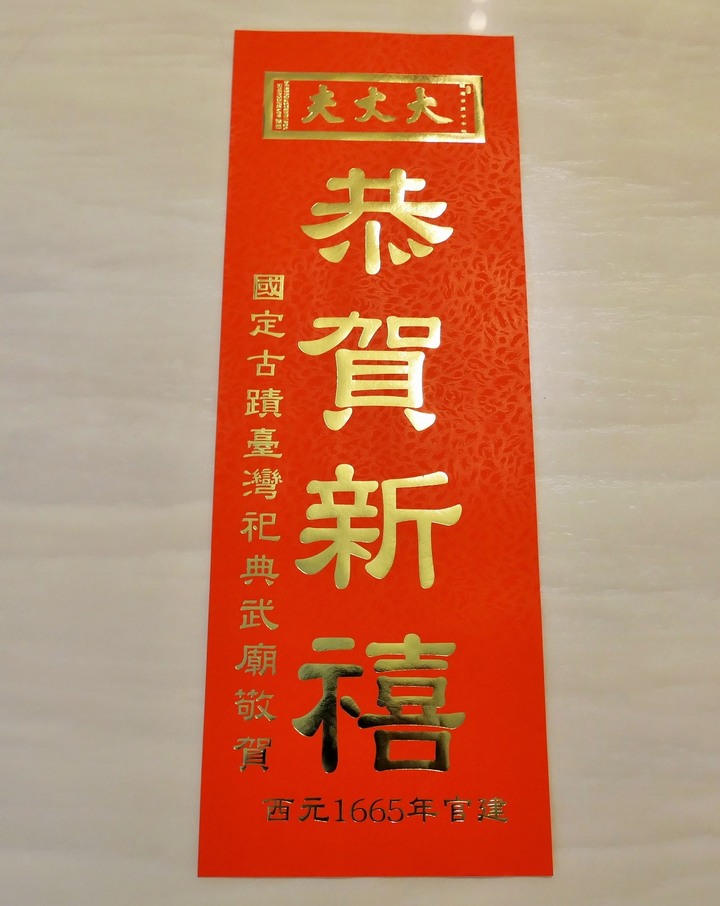 大丈夫
恭賀新禧
國定古蹟臺灣祀典武廟敬賀
西元1665年官建